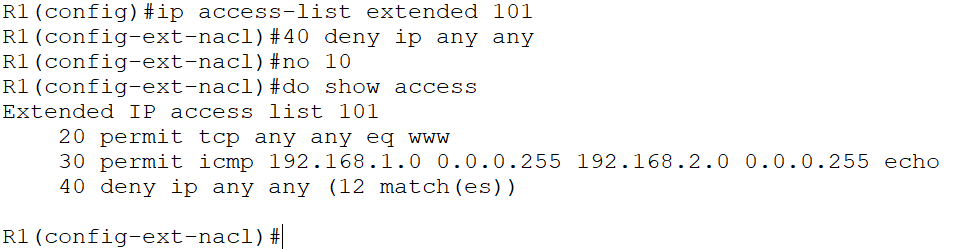 R1(config)#ip access-list extended 101
R1(config-ext-nacl)#40 deny ip any any
R1(config-ext-nacl)#no 10
R1(config-ext-nacl)#do show access
Extended IP access list 101
    20 permit tcp any any eq www
    30 permit icmp 192.168.1.0 0.0.0.255 192.168.2.0 0.0.0.255 echo
    40 deny ip any any (12 match(es))
R1(config-ext-nacl)#